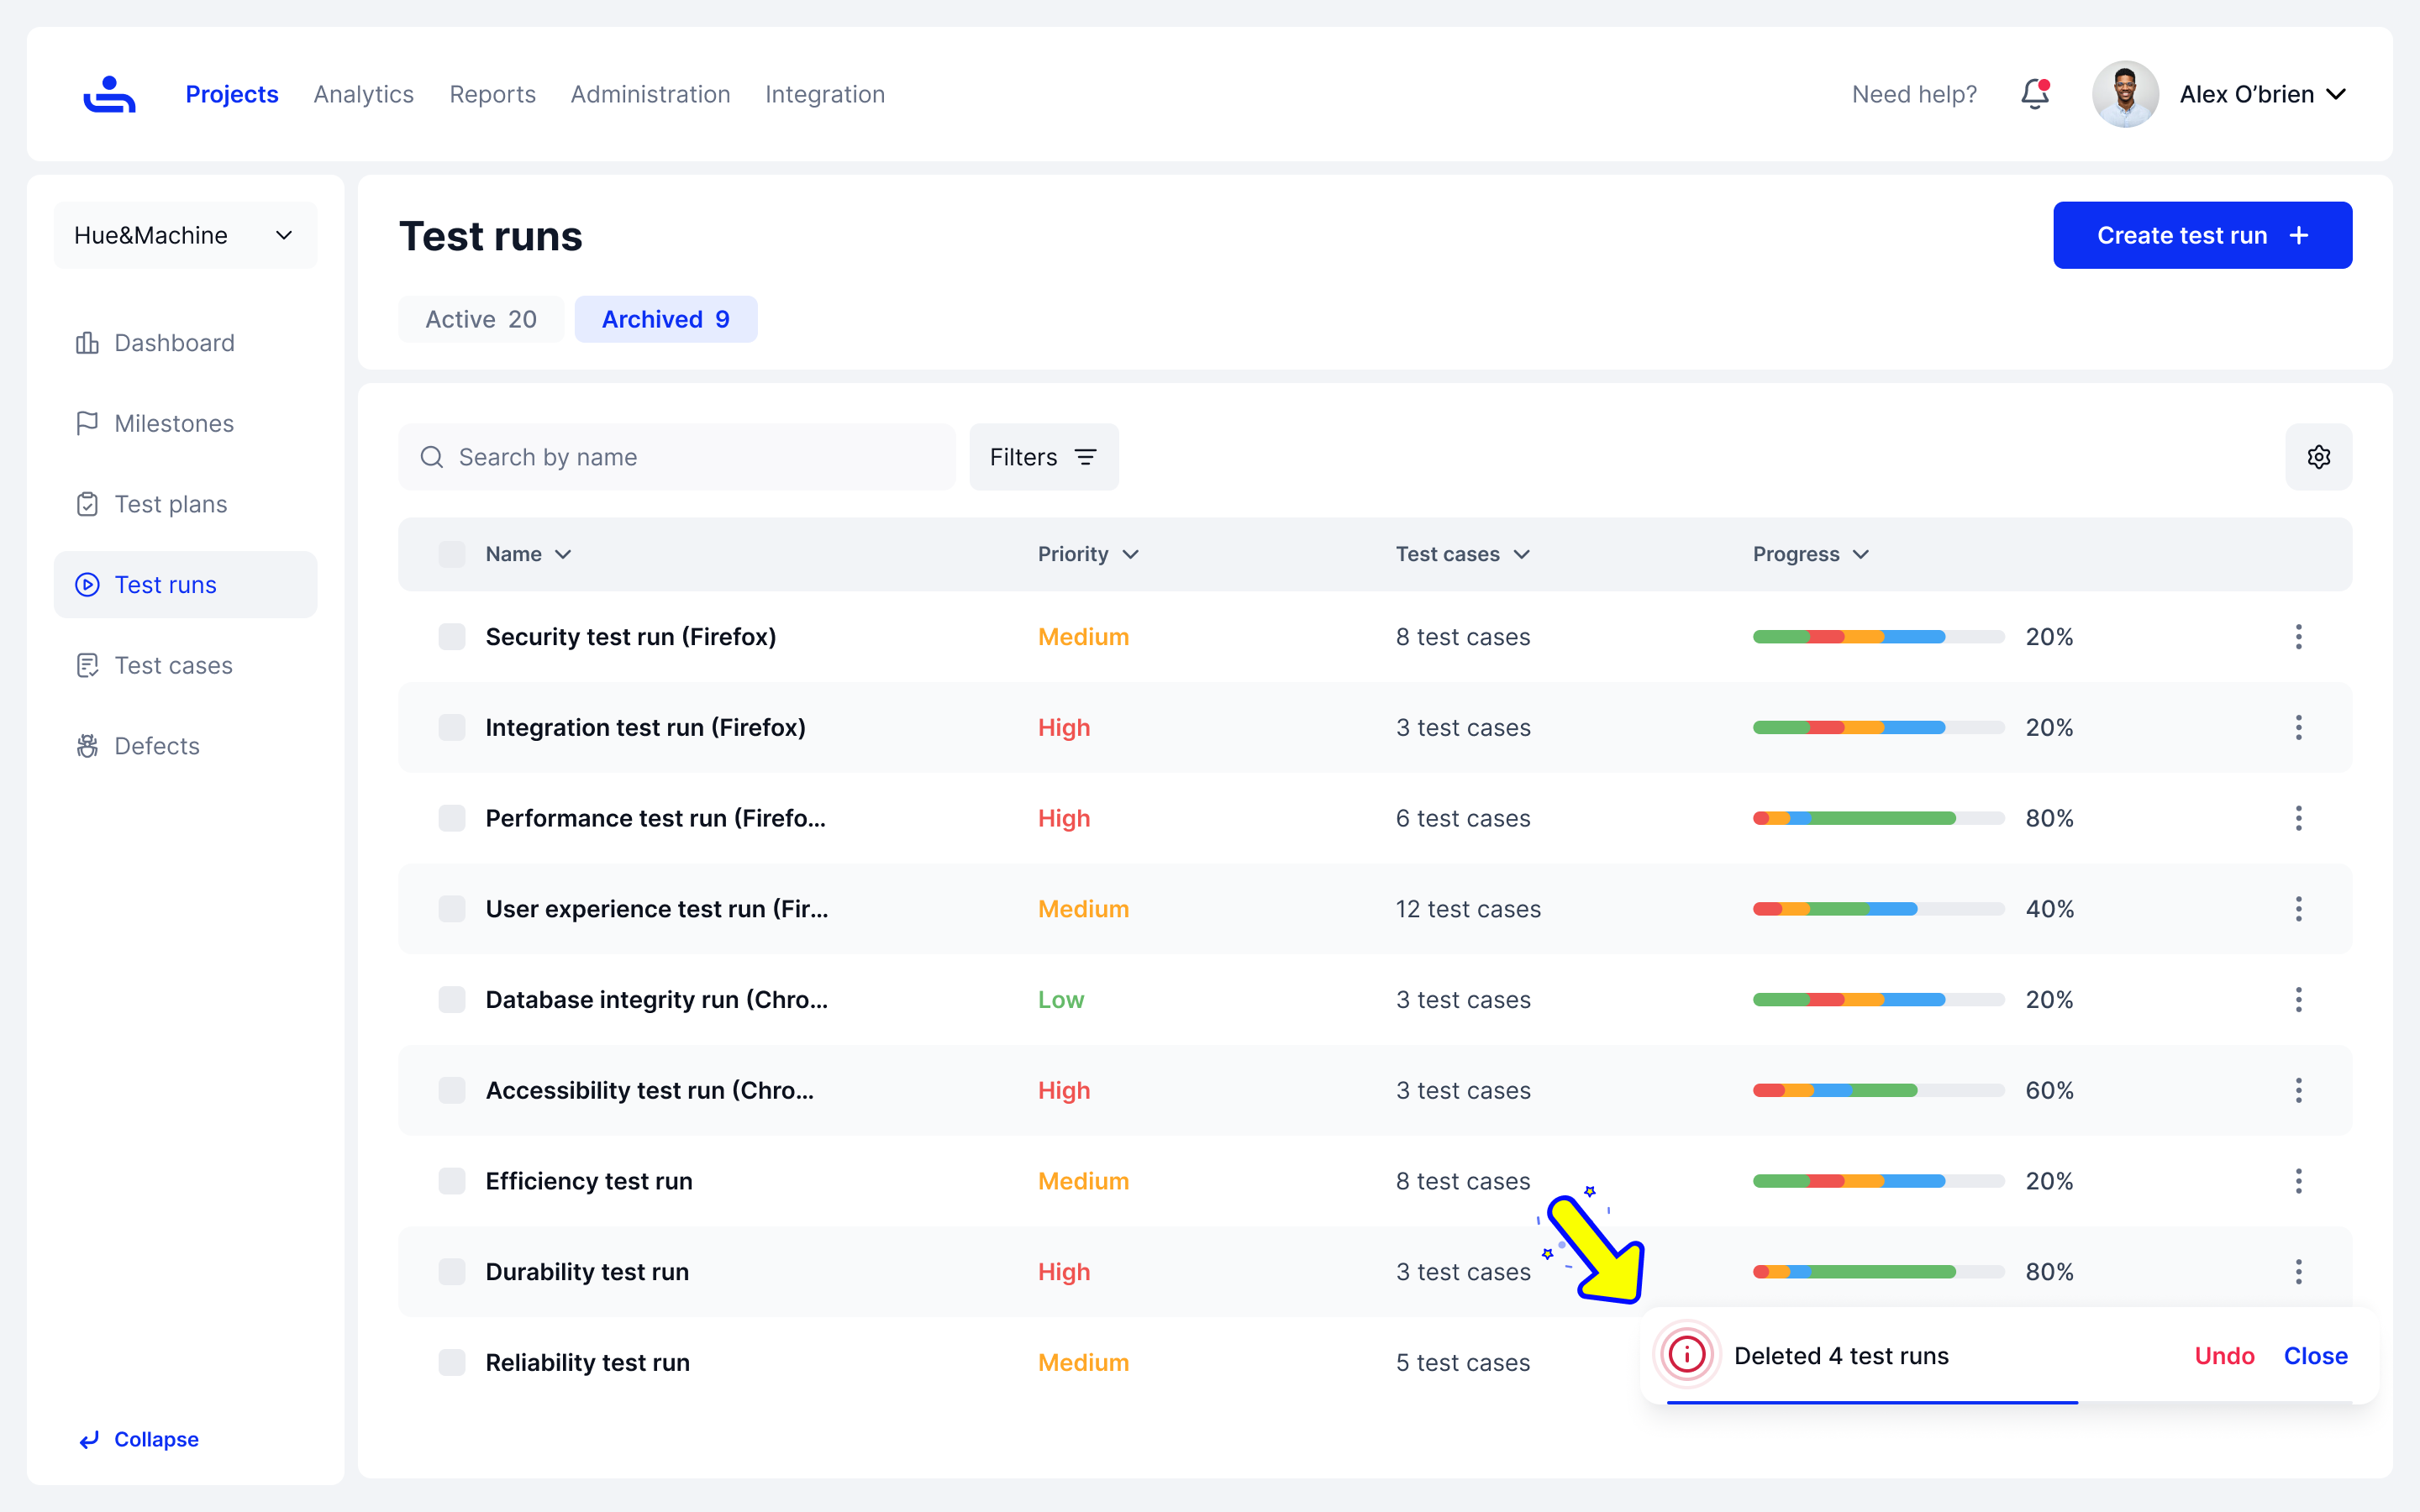 Projects Analytics Reports Administration Integration Need help? Alex O’brien
Hue&Machine
Dashboard
Milestones
Test plans
Test runs
Test cases
Defects
Collapse
Test runs
Create test run
Active 20 Archived 9
Search by name Filters
Name Priority Test cases Progress
Security test run (Firefox) Medium 8 test cases 20%
Integration test run (Firefox) High 3 test cases 20%
Performance test run (Firefo... High 6 test cases 80%
User experience test run (Fir... Medium 12 test cases 40%
Database integrity run (Chro... Low 3 test cases 20%
Accessibility test run (Chro... High 3 test cases 60%
Efficiency test run Medium 8 test cases 20%
Durability test run High 3 test cases 80%
Reliability test run Medium 5 test cases
Deleted 4 test runs Undo Close